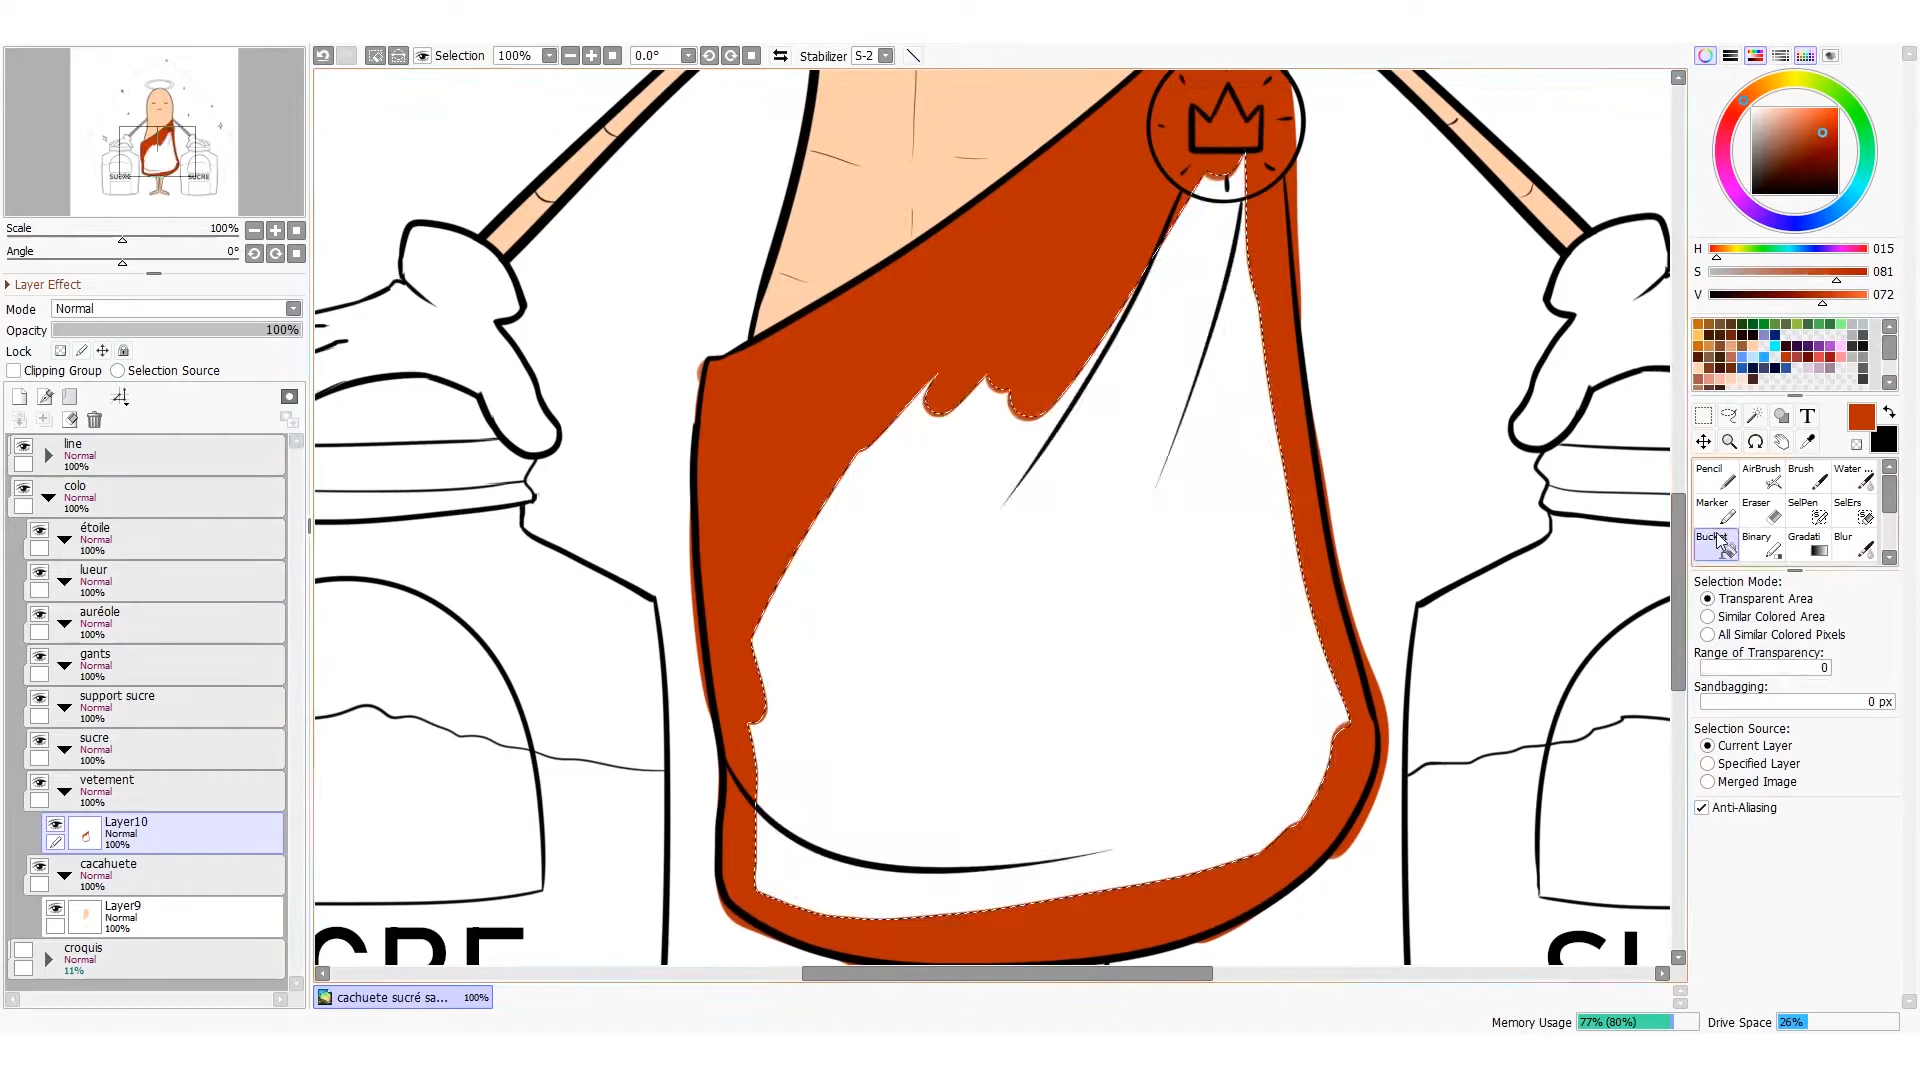 Selection 100% 0.0° Stabilizer S-2
Scale 100%
Angle 0°
Layer Effect
Mode Normal
Opacity 100%
Lock
Clipping Group Selection Source
line
Normal
100%
colo
Normal
100%
étoile
Normal
100%
lueur
Normal
100%
auréole
Normal
100%
gants
Normal
100%
support sucre
Normal
100%
sucre
Normal
100%
vetement
Normal
100%
Layer10
Normal
100%
cacahuete
Normal
100%
Layer9
Normal
100%
croquis
Normal
11%
SUCRE SUCRE
cachuete sucré sa... 100%
H 015
S 081
V 072
T
Pencil AirBrush Brush Water ...
Marker Eraser SelPen SelErs
Bucket Binary Gradati Blur
Selection Mode:
Transparent Area
Similar Colored Area
All Similar Colored Pixels
Range of Transparency:
0
Sandbagging:
0 px
Selection Source:
Current Layer
Specified Layer
Merged Image
Anti-Aliasing
Memory Usage 77% (80%) Drive Space 26%